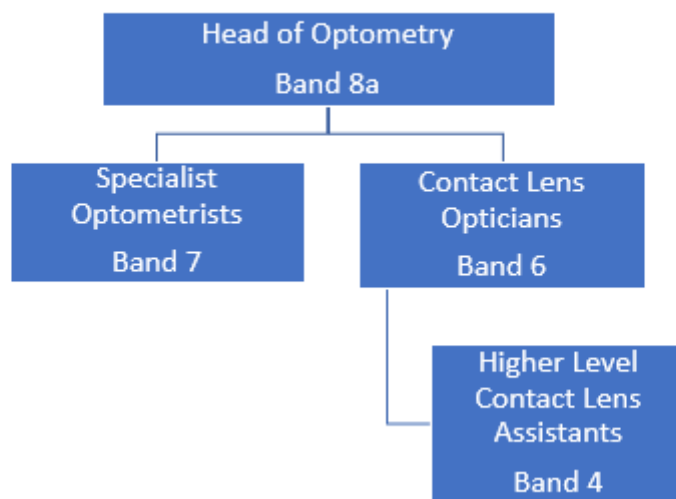 Head of Optometry
Band 8a
Specialist
Optometrists
Band 7
Contact Lens
Opticians
Band 6
Higher Level
Contact Lens
Assistants
Band 4